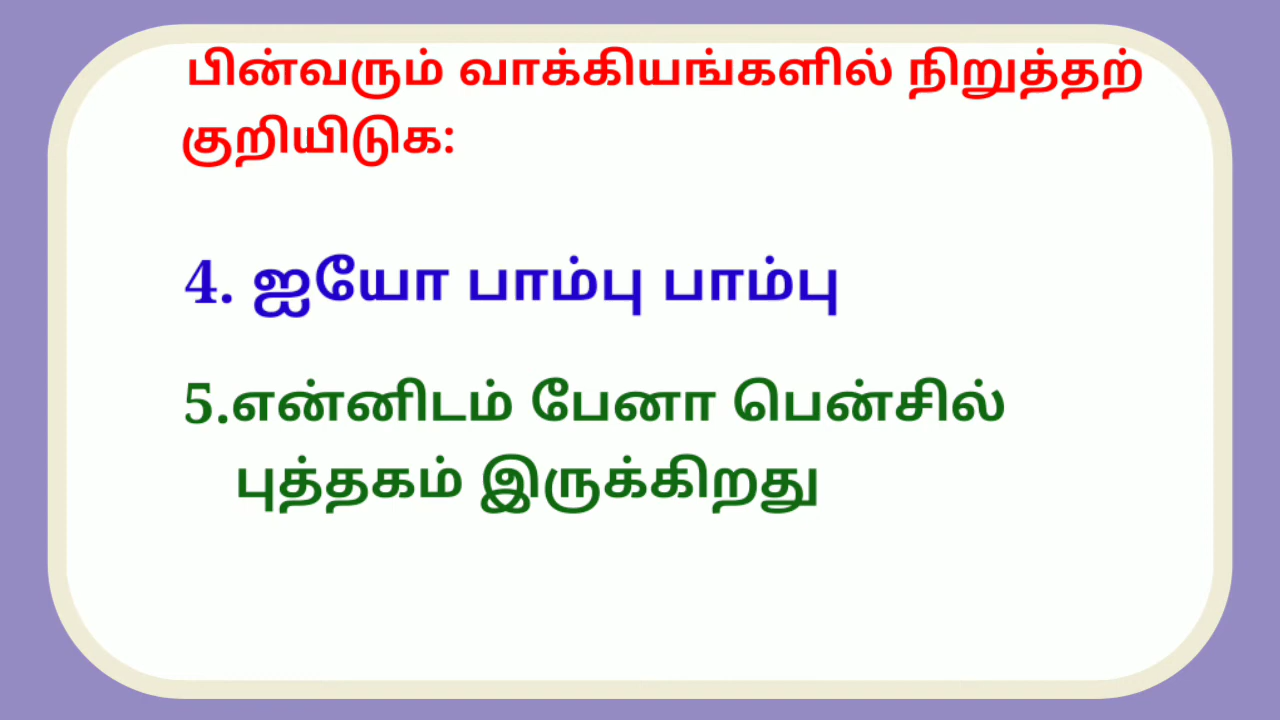 பின்வரும் வாக்கியங்களில் நிறுத்தற்
குறியிடுக:
4. ஐயோ பாம்பு பாம்பு
5.என்னிடம் பேனா பென்சில்
புத்தகம் இருக்கிறது